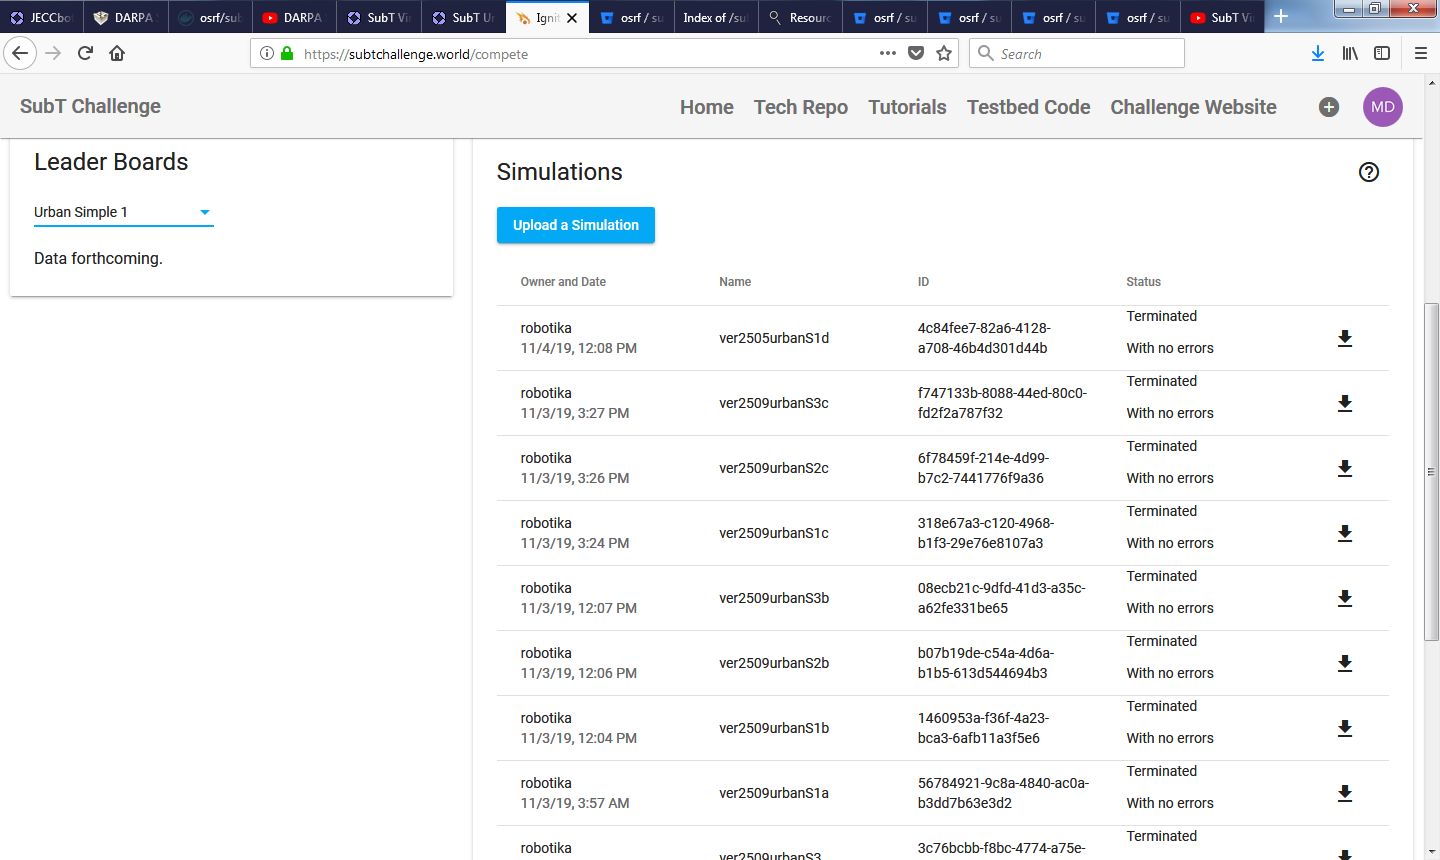 JECCbo
DARPA
osrf/sub
DARPA
SubT Vir
SubT Ur
Ignit
osrf / su
Index of /sub
Resourc
osrf / su
osrf / su
osrf / su
osrf / su
SubT Vi
https://subtchallenge.world/compete
Search
SubT Challenge
Home
Tech Repo
Tutorials
Testbed Code
Challenge Website
MD
Leader Boards
Urban Simple 1
Data forthcoming.
Simulations
Upload a Simulation
Owner and Date
Name
ID
Status
robotika
11/4/19, 12:08 PM
ver2505urbanS1d
4c84fee7-82a6-4128-
a708-46b4d301d44b
Terminated
With no errors
robotika
11/3/19, 3:27 PM
ver2509urbanS3c
f747133b-8088-44ed-80c0-
fd2f2a787f32
Terminated
With no errors
robotika
11/3/19, 3:26 PM
ver2509urbanS2c
6f78459f-214e-4d99-
b7c2-7441776f9a36
Terminated
With no errors
robotika
11/3/19, 3:24 PM
ver2509urbanS1c
318e67a3-c120-4968-
b1f3-29e76e8107a3
Terminated
With no errors
robotika
11/3/19, 12:07 PM
ver2509urbanS3b
08ecb21c-9dfd-41d3-a35c-
a62fe331be65
Terminated
With no errors
robotika
11/3/19, 12:06 PM
ver2509urbanS2b
b07b19de-c54a-4d6a-
b1b5-613d544694b3
Terminated
With no errors
robotika
11/3/19, 12:04 PM
ver2509urbanS1b
1460953a-f36f-4a23-
bca3-6afb11a3f5e6
Terminated
With no errors
robotika
11/3/19, 3:57 AM
ver2509urbanS1a
56784921-9c8a-4840-ac0a-
b3dd7b63e3d2
Terminated
With no errors
robotika
ver2509urbanS3
3c76bcbb-f8bc-4774-a75e-
Terminated